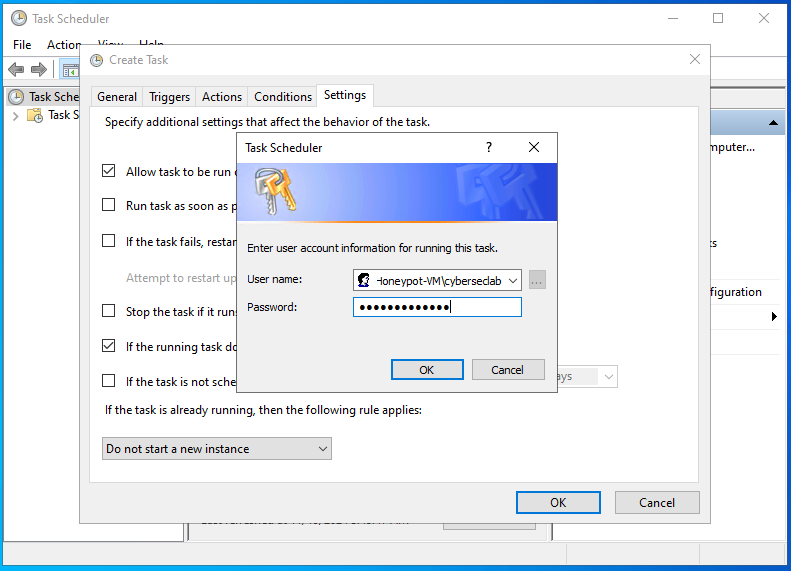 Task Scheduler
File Action View Help
Create Task
Task Sche
Task S
General Triggers Actions Conditions Settings
Specify additional settings that affect the behavior of the task.
Allow task to be run
Run task as soon as p
If the task fails, restar
Attempt to restart up
Stop the task if it runs
If the running task do
If the task is not sche
ays
If the task is already running, then the following rule applies:
Do not start a new instance
OK Cancel
Task Scheduler ?
Enter user account information for running this task.
User name: Honeypot-VM\cyberseclab ...
Password: ●●●●●●●●●●●●●
OK Cancel
mputer...
figuration